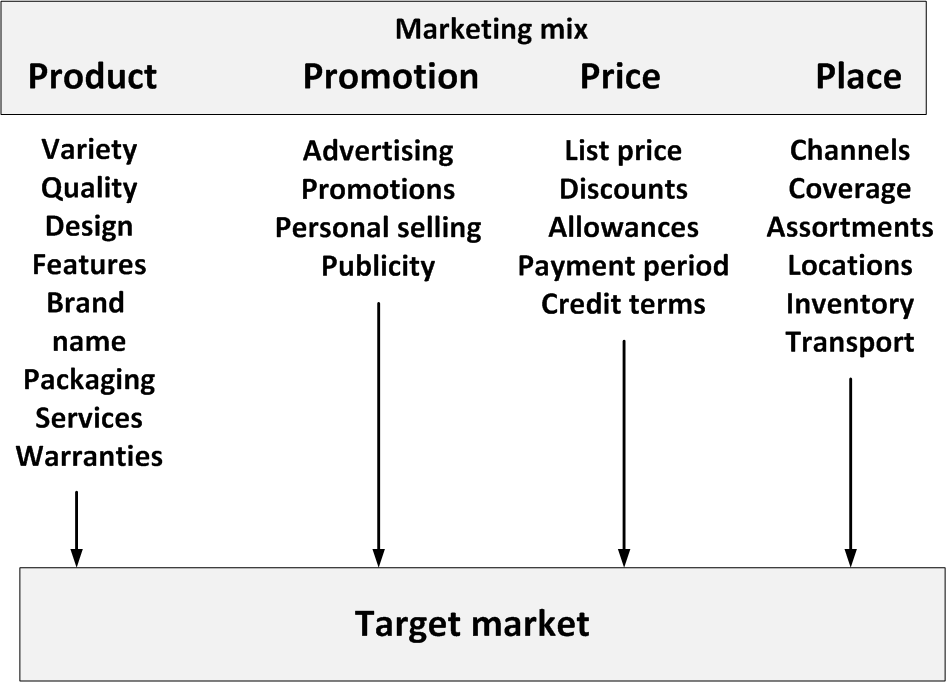 Marketing mix
Product Promotion Price Place
Variety
Quality
Design
Features
Brand
name
Packaging
Services
Warranties
Advertising
Promotions
Personal selling
Publicity
List price
Discounts
Allowances
Payment period
Credit terms
Channels
Coverage
Assortments
Locations
Inventory
Transport
Target market